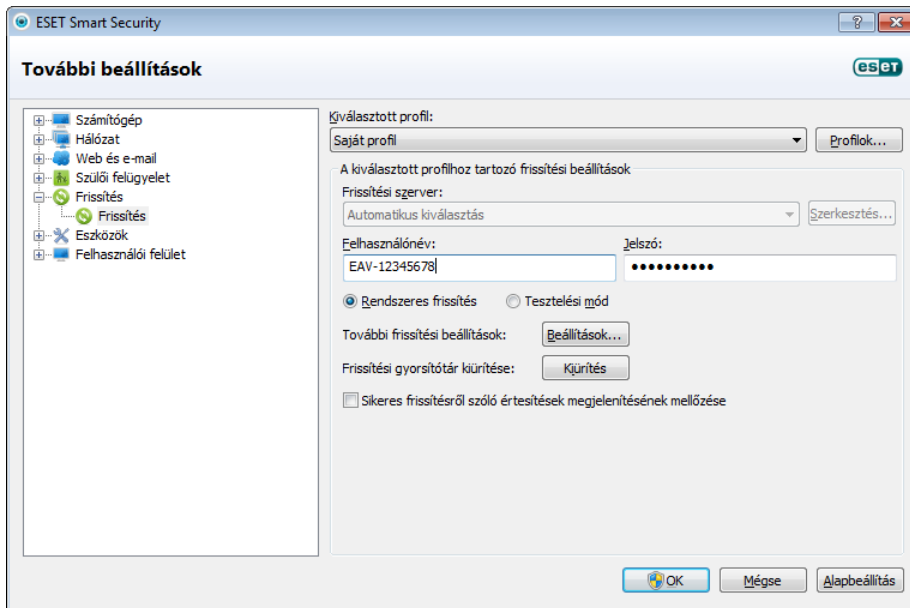 ESET Smart Security
További beállítások
eset
Számítógép
Hálózat
Web és e-mail
Szülői felügyelet
Frissítés
Frissítés
Eszközök
Felhasználói felület
Kiválasztott profil:
Saját profil
Profilok...
A kiválasztott profilhoz tartozó frissítési beállítások
Frissítési szerver:
Automatikus kiválasztás
Szerkesztés...
Felhasználónév: Jelszó:
EAV-12345678 ••••••••••
Rendszeres frissítés Tesztelési mód
További frissítési beállítások: Beállítások...
Frissítési gyorsítótár kiürítése: Kiürítés
Sikeres frissítésről szóló értesítések megjelenítésének mellőzése
OK Mégse Alapbeállítás